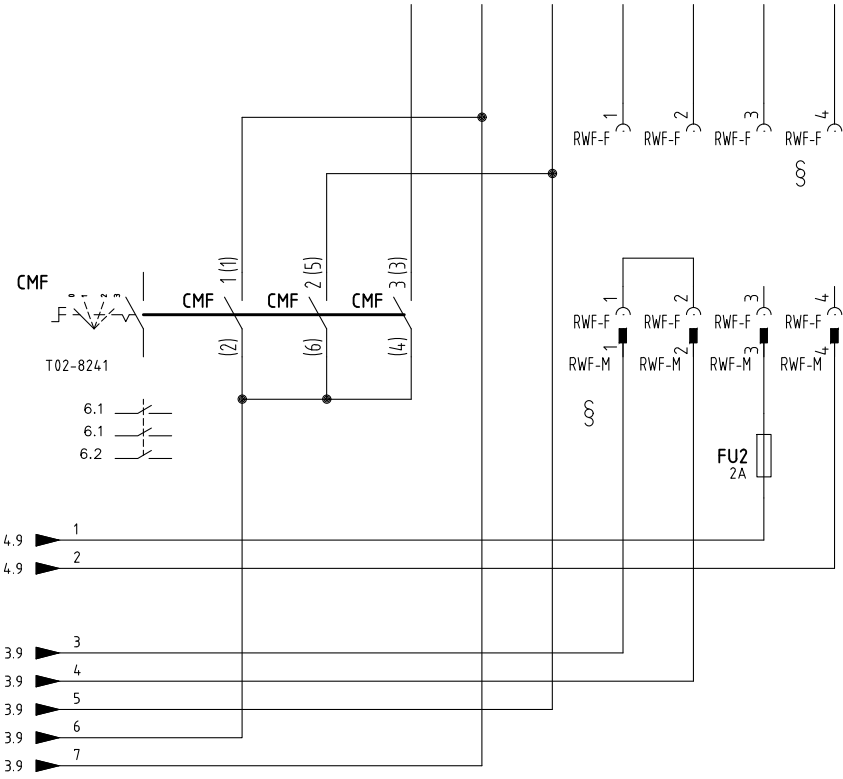 1 2 3 4
RWF-F RWF-F RWF-F RWF-F
§
1 (1) 2 (5) 3 (3)
CMF
0 1 2 3
CMF CMF CMF
(2) (6) (4)
T02-8241
1 2 3 4
RWF-F RWF-F RWF-F RWF-F
1 2 3 4
RWF-M RWF-M RWF-M RWF-M
§
6.1
6.1
6.2
FU2
2A
4.9 1
4.9 2
3.9 3
3.9 4
3.9 5
3.9 6
3.9 7